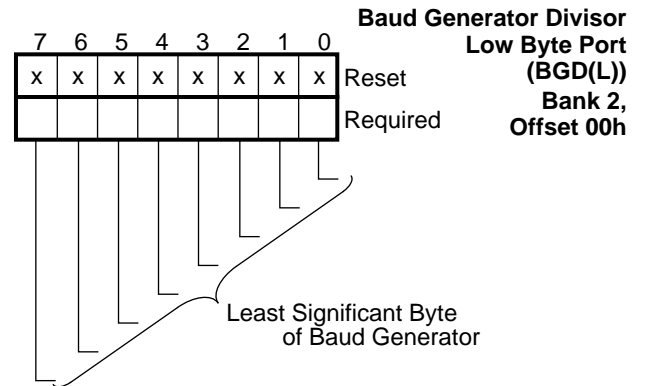 Baud Generator Divisor
Low Byte Port
(BGD(L))
Bank 2,
Offset 00h
7 6 5 4 3 2 1 0
x x x x x x x x Reset
Required
Least Significant Byte
of Baud Generator